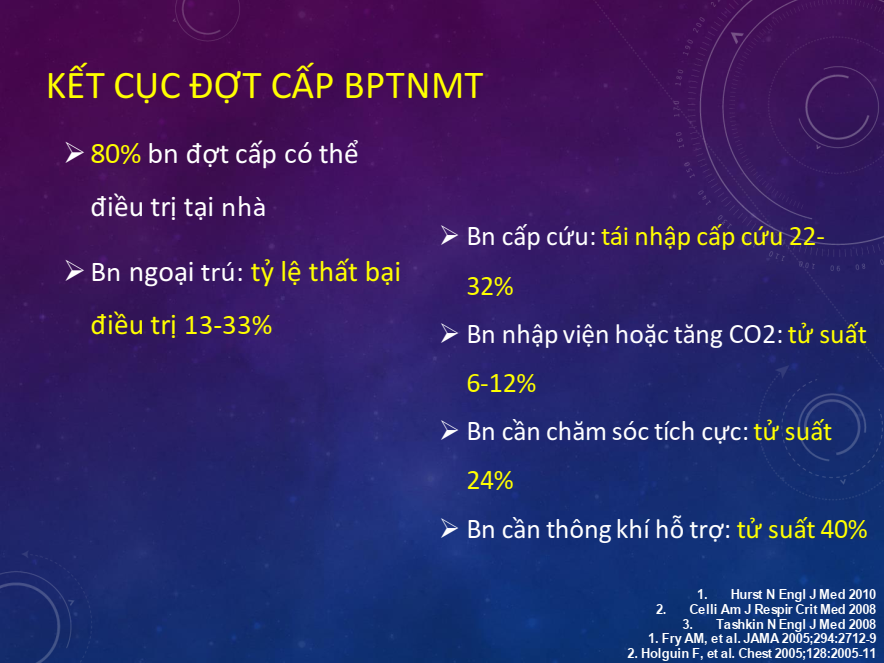 KẾT CỤC ĐỢT CẤP BPTNMT
➢ 80% bn đợt cấp có thể
điều trị tại nhà
➢ Bn ngoại trú: tỷ lệ thất bại
điều trị 13-33%
➢ Bn cấp cứu: tái nhập cấp cứu 22-
32%
➢ Bn nhập viện hoặc tăng CO2: tử suất
6-12%
➢ Bn cần chăm sóc tích cực: tử suất
24%
➢ Bn cần thông khí hỗ trợ: tử suất 40%
1. Hurst N Engl J Med 2010
2. Celli Am J Respir Crit Med 2008
3. Tashkin N Engl J Med 2008
1. Fry AM, et al. JAMA 2005;294:2712-9
2. Holguin F, et al. Chest 2005;128:2005-11